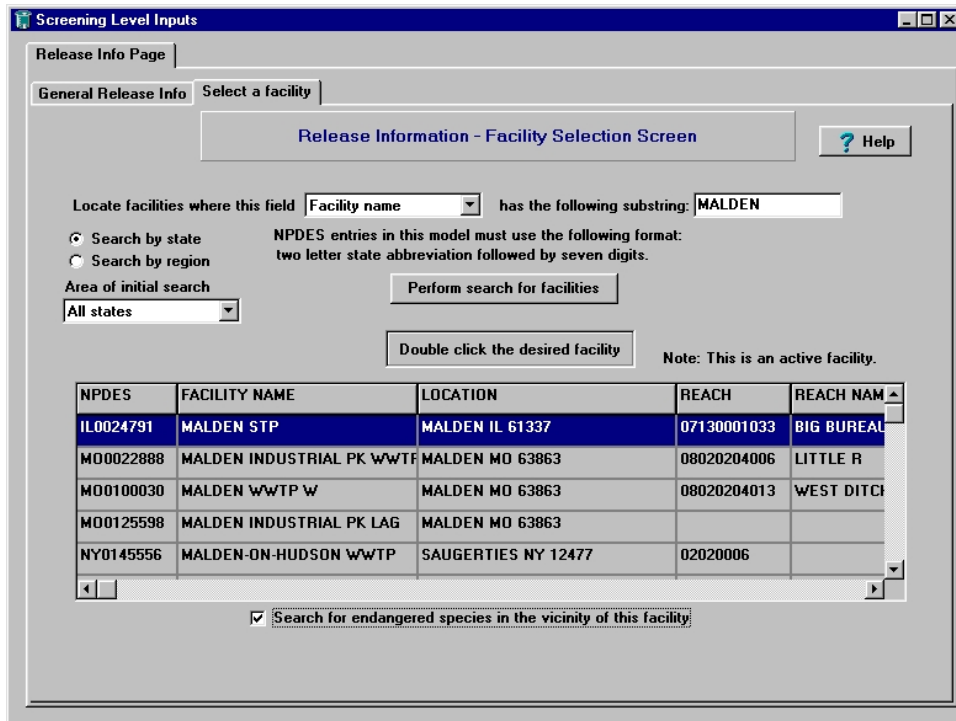 Screening Level Inputs
Release Info Page
General Release Info Select a facility
Release Information - Facility Selection Screen
? Help
Locate facilities where this field Facility name has the following substring: MALDEN
Search by state
Search by region
NPDES entries in this model must use the following format:
two letter state abbreviation followed by seven digits.
Area of initial search
All states
Perform search for facilities
Double click the desired facility
Note: This is an active facility.
NPDES FACILITY NAME LOCATION REACH REACH NAM
IL0024791 MALDEN STP MALDEN IL 61337 07130001033 BIG BUREAU
MO0022888 MALDEN INDUSTRIAL PK WWTF MALDEN MO 63863 08020204006 LITTLE R
MO0100030 MALDEN WWTP W MALDEN MO 63863 08020204013 WEST DITCH
MO0125598 MALDEN INDUSTRIAL PK LAG MALDEN MO 63863
NY0145556 MALDEN-ON-HUDSON WWTP SAUGERTIES NY 12477 02020006
Search for endangered species in the vicinity of this facility